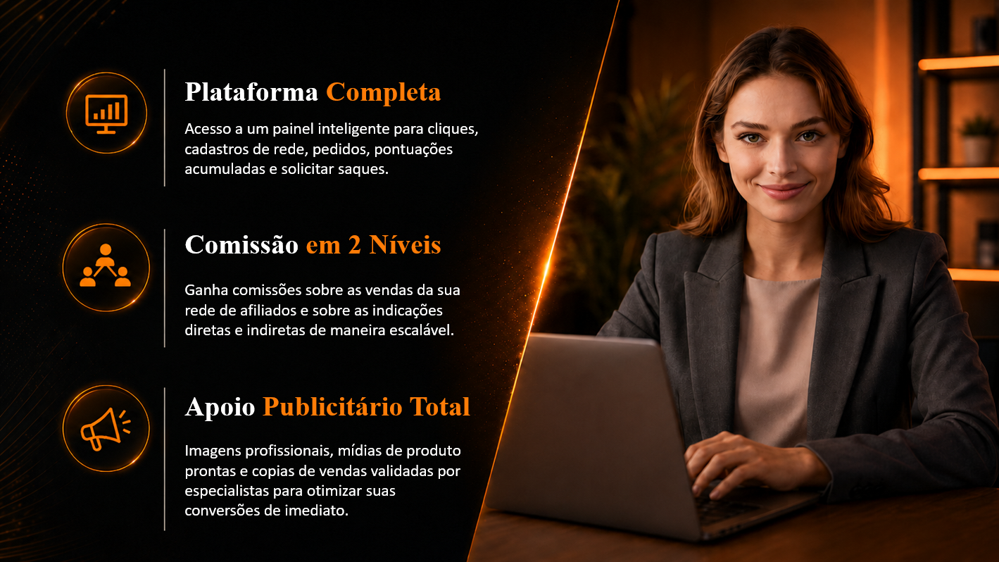 Plataforma Completa
Acesso a um painel inteligente para cliques,
cadastros de rede, pedidos, pontuações
acumuladas e solicitar saques.
Comissão em 2 Níveis
Ganha comissões sobre as vendas da sua
rede de afiliados e sobre as indicações
diretas e indiretas de maneira escalável.
Apoio Publicitário Total
Imagens profissionais, mídias de produto
prontas e copias de vendas validadas por
especialistas para otimizar suas
conversões de imediato.